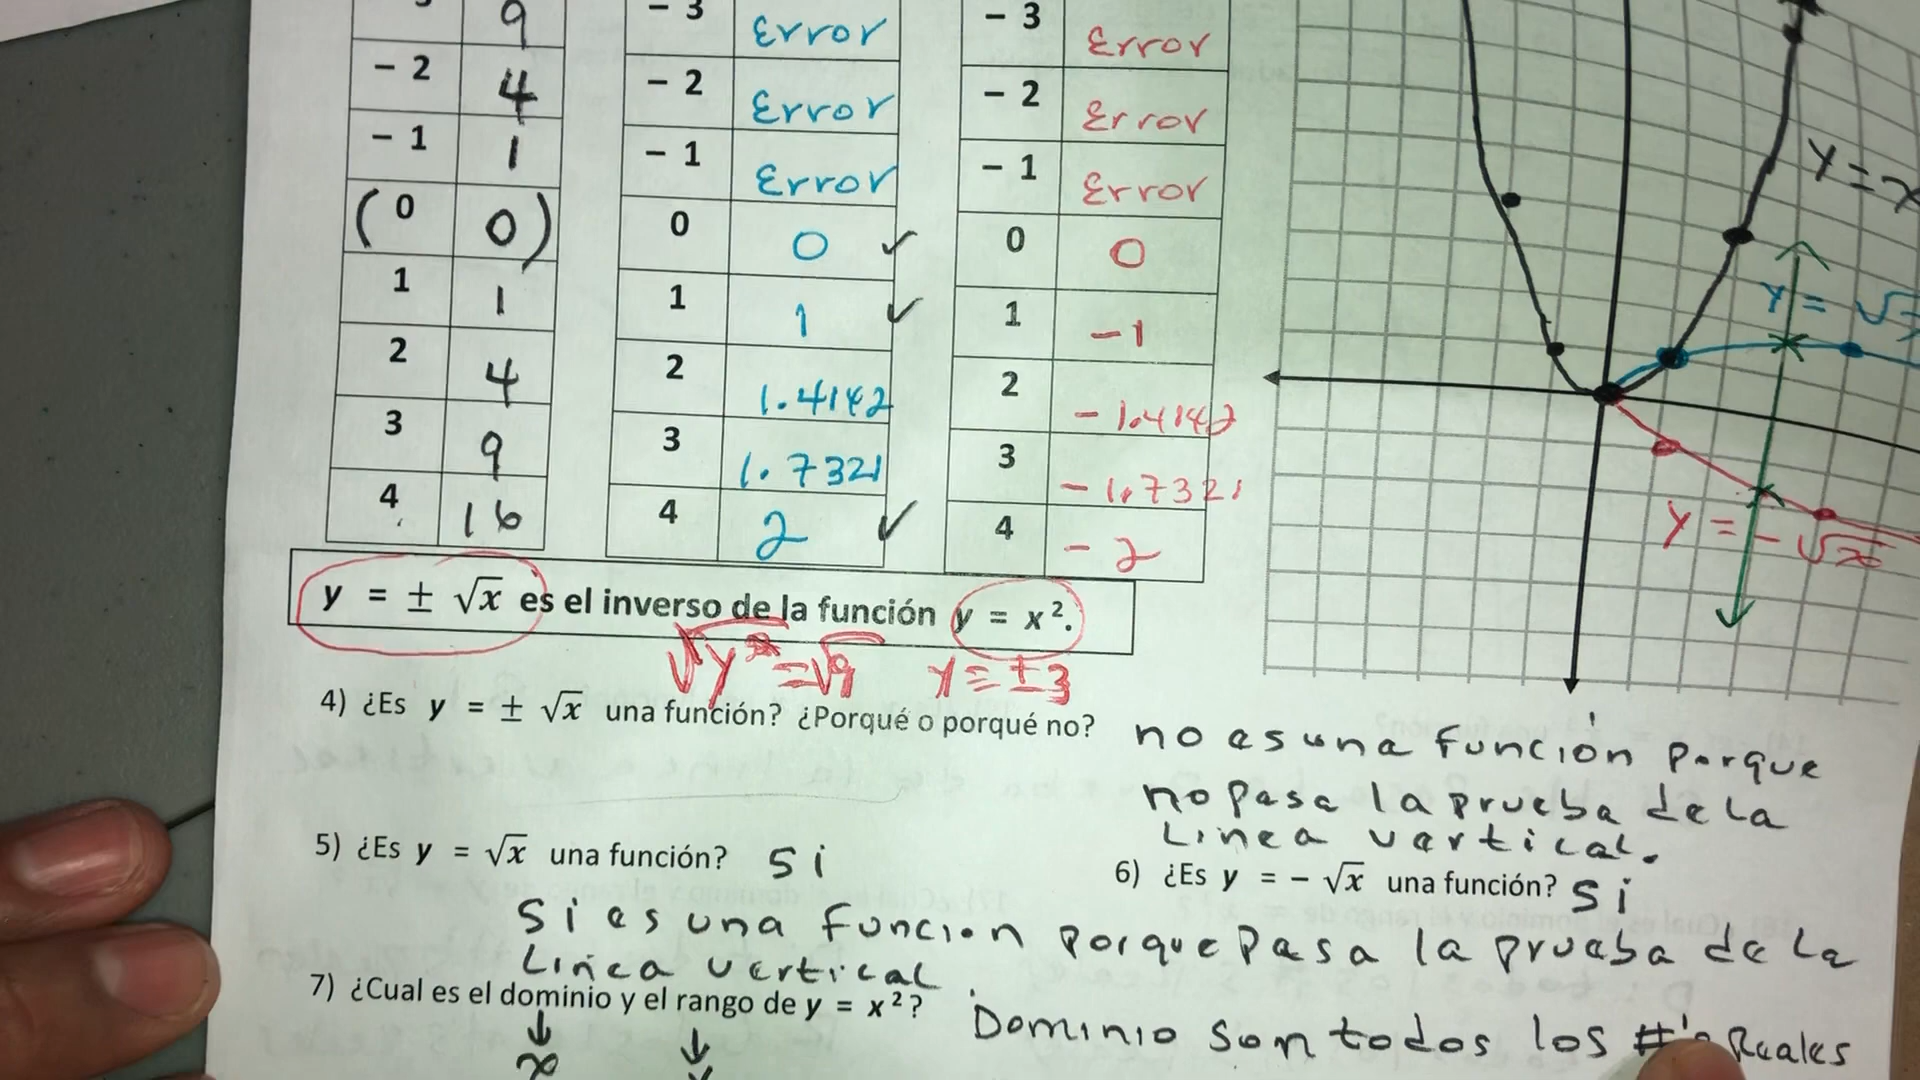 9 - 3 Error - 3 Error
- 2 4 - 2 Error - 2 Error
- 1 1 - 1 Error - 1 Error
( 0 0 ) 0 0 ✓ 0 0
1 1 1 1 ✓ 1 -1
2 4 2 1.4142 2 - 1.4142
3 9 3 1.7321 3 - 1.7321
4 16 4 2 ✓ 4 - 2
y = x
y = √
y = - √x
y = ± √x es el inverso de la función y = x².
= √9 y = ±3
4) ¿Es y = ± √x una función? ¿Porqué o porqué no? no es una función porque
no pasa la prueba de la
Linea vertical.
5) ¿Es y = √x una función? si
6) ¿Es y = - √x una función? si
Si es una funcion porque pasa la prueba de la
Linea vertical.
7) ¿Cual es el dominio y el rango de y = x²? Dominio son todos los #'s Reales
↓ ↓
x